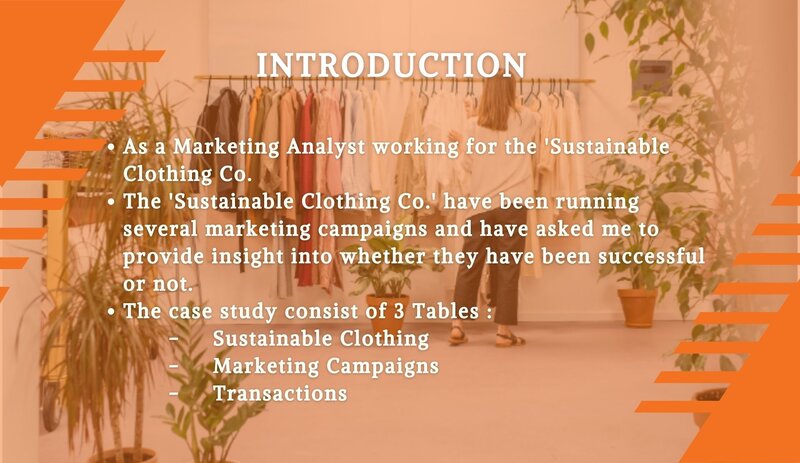 INTRODUCTION
• As a Marketing Analyst working for the 'Sustainable
Clothing Co.
• The 'Sustainable Clothing Co.' have been running
several marketing campaigns and have asked me to
provide insight into whether they have been successful
or not.
• The case study consist of 3 Tables :
- Sustainable Clothing
- Marketing Campaigns
- Transactions